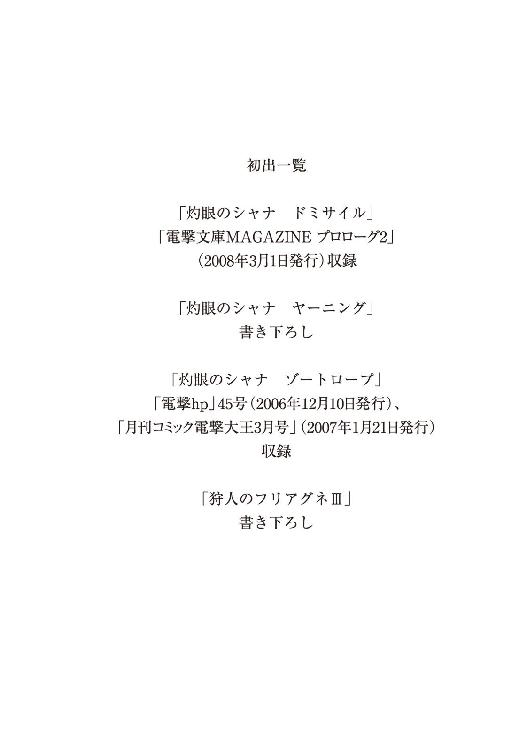 初出一覧
「灼眼のシャナ　ドミサイル」
「電撃文庫MAGAZINE プロローグ2」
（2008年3月1日発行）収録
「灼眼のシャナ　ヤーニング」
書き下ろし
「灼眼のシャナ　ゾートロープ」
「電撃hp」45号（2006年12月10日発行）、
「月刊コミック電撃大王3月号」（2007年1月21日発行）
収録
「狩人のフリアグネⅢ」
書き下ろし